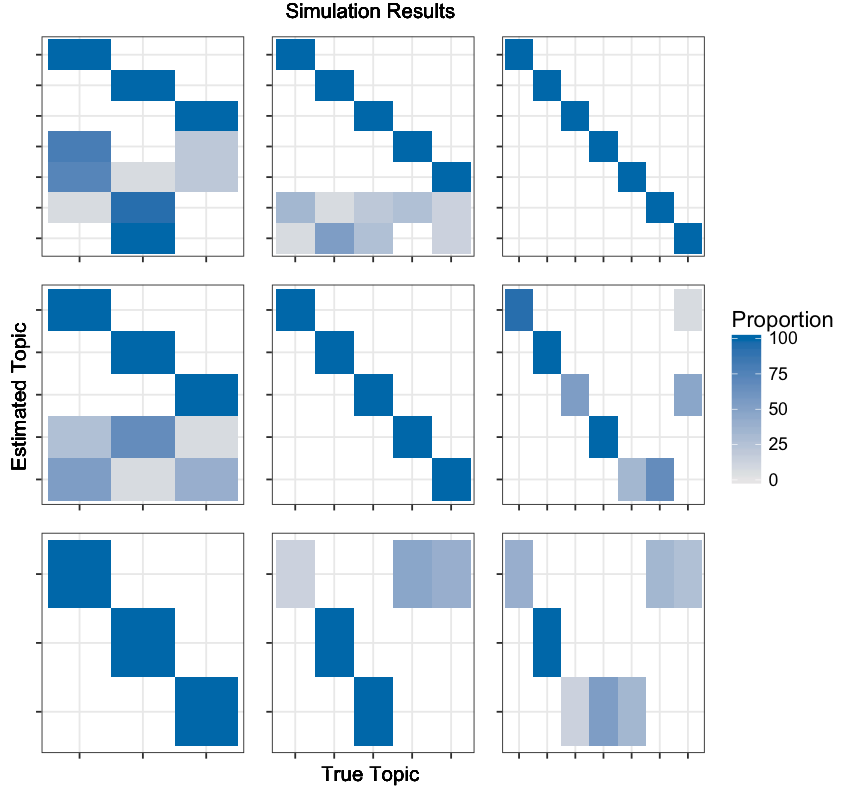 Simulation Results
Estimated Topic
Proportion
100
75
50
25
0
True Topic